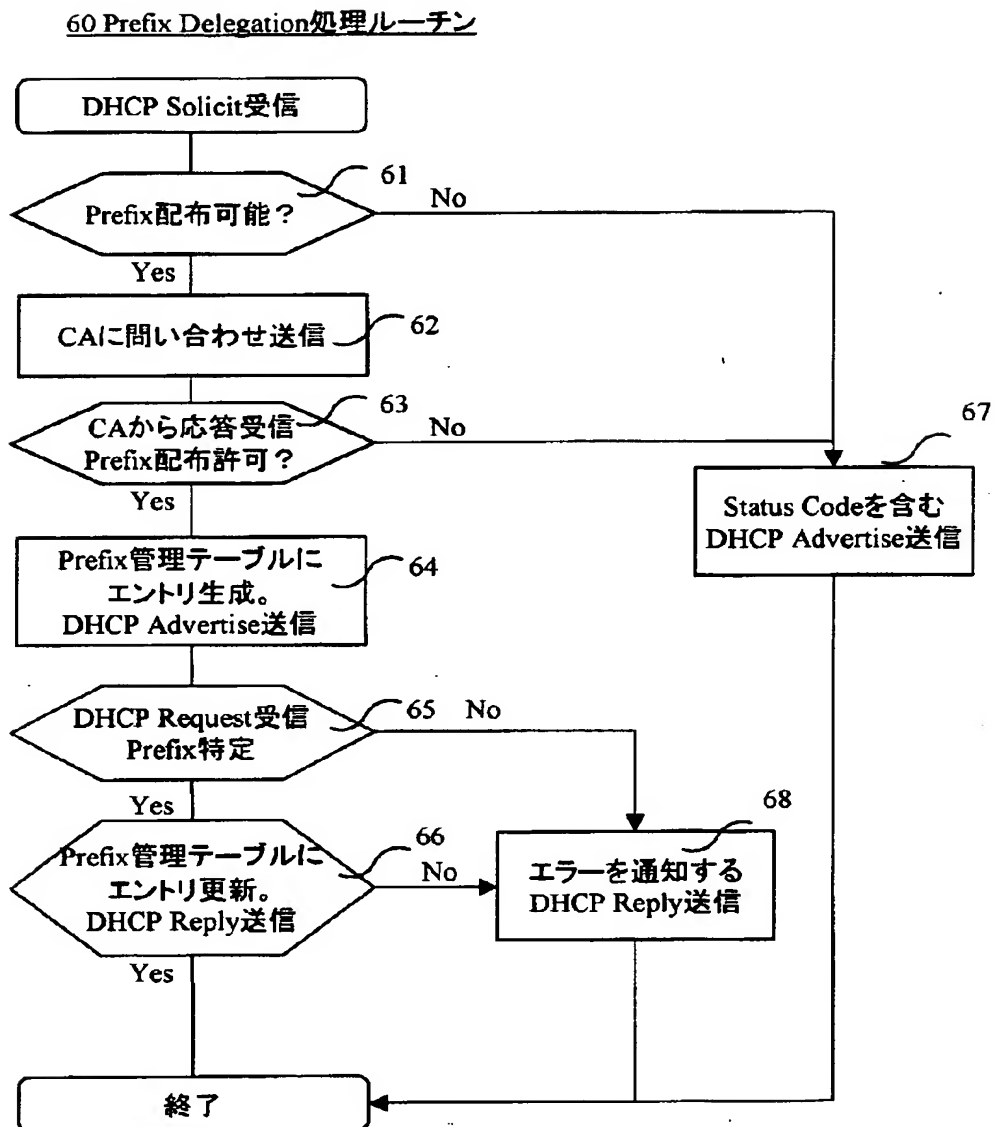 60 Prefix Delegation処理ルーチン
DHCP Solicit受信
61
Prefix配布可能？
No
Yes
CAに問い合わせ送信
62
CAから応答受信
Prefix配布許可？
63
No
Yes
67
Status Codeを含む
DHCP Advertise送信
Prefix管理テーブルに
エントリ生成。
DHCP Advertise送信
64
DHCP Request受信
Prefix特定
65
No
Yes
68
Prefix管理テーブルに
エントリ更新。
DHCP Reply送信
66
No
エラーを通知する
DHCP Reply送信
Yes
終了